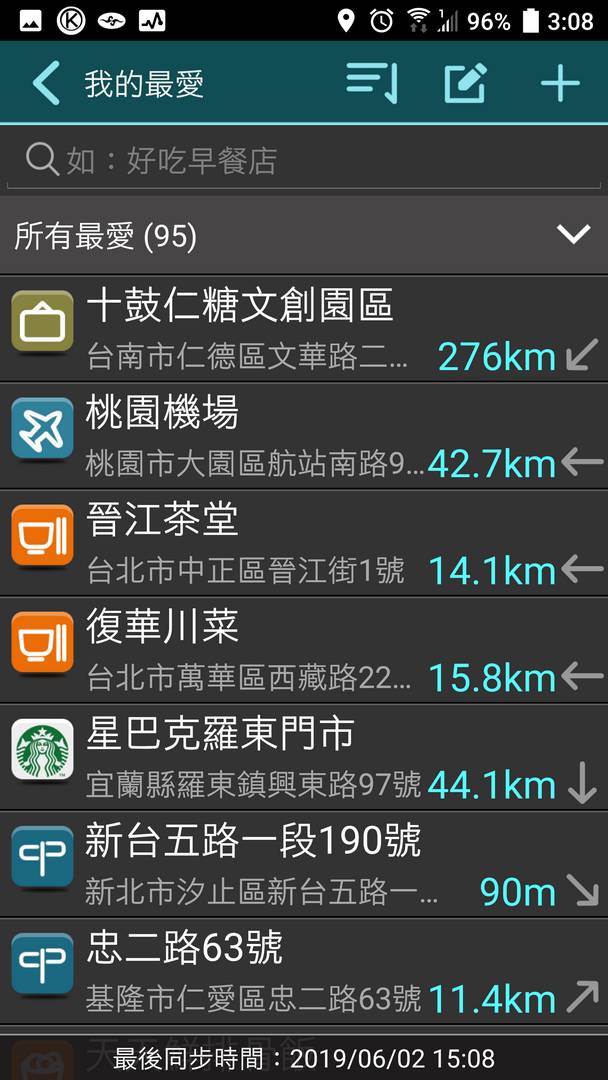 96% 3:08
我的最愛
如：好吃早餐店
所有最愛 (95)
十鼓仁糖文創園區
台南市仁德區文華路二... 276km
桃園機場
桃園市大園區航站南路9... 42.7km
晉江茶堂
台北市中正區晉江街1號 14.1km
復華川菜
台北市萬華區西藏路22... 15.8km
星巴克羅東門市
宜蘭縣羅東鎮興東路97號 44.1km
新台五路一段190號
新北市汐止區新台五路一... 90m
忠二路63號
基隆市仁愛區忠二路63號 11.4km
最後同步時間：2019/06/02 15:08